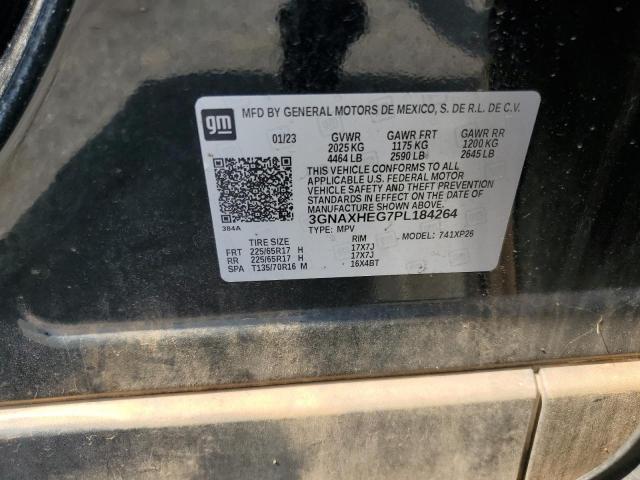 gm
MFD BY GENERAL MOTORS DE MEXICO, S. DE R.L. DE C.V.
01/23 GVWR GAWR FRT GAWR RR
2025 KG 1175 KG 1200 KG
4464 LB 2590 LB 2645 LB
THIS VEHICLE CONFORMS TO ALL
APPLICABLE U.S. FEDERAL MOTOR
VEHICLE SAFETY AND THEFT PREVENTION
STANDARDS IN EFFECT ON THE DATE OF
MANUFACTURE SHOWN ABOVE.
3GNAXHEG7PL184264
384A
TYPE: MPV MODEL: 741XP26
TIRE SIZE RIM
FRT 225/65R17 H 17X7J
RR 225/65R17 H 17X7J
SPA T135/70R16 M 16X4BT